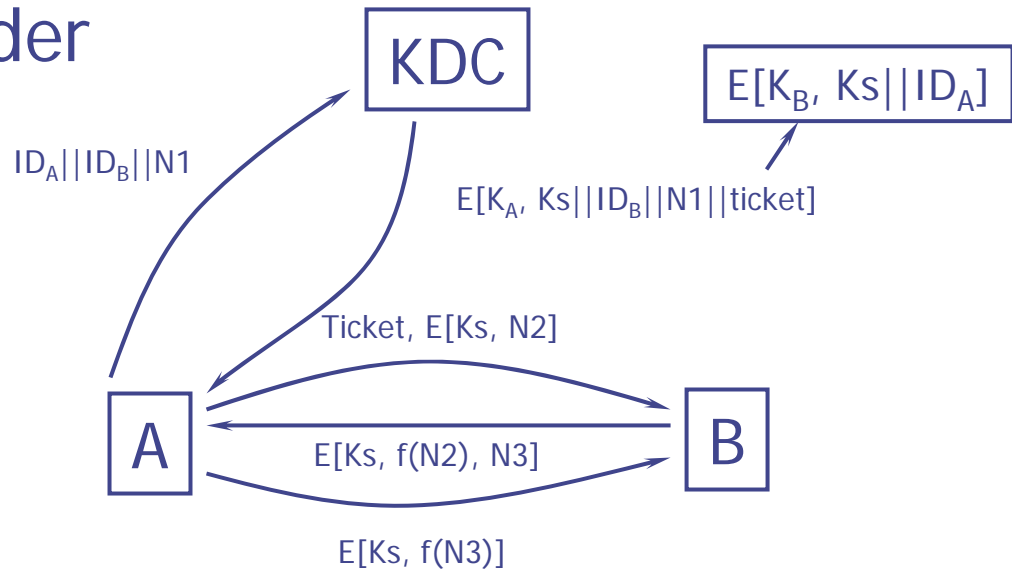 der
KDC
E[K_B, Ks||ID_A]
ID_A||ID_B||N1
E[K_A, Ks||ID_B||N1||ticket]
Ticket, E[Ks, N2]
A
B
E[Ks, f(N2), N3]
E[Ks, f(N3)]